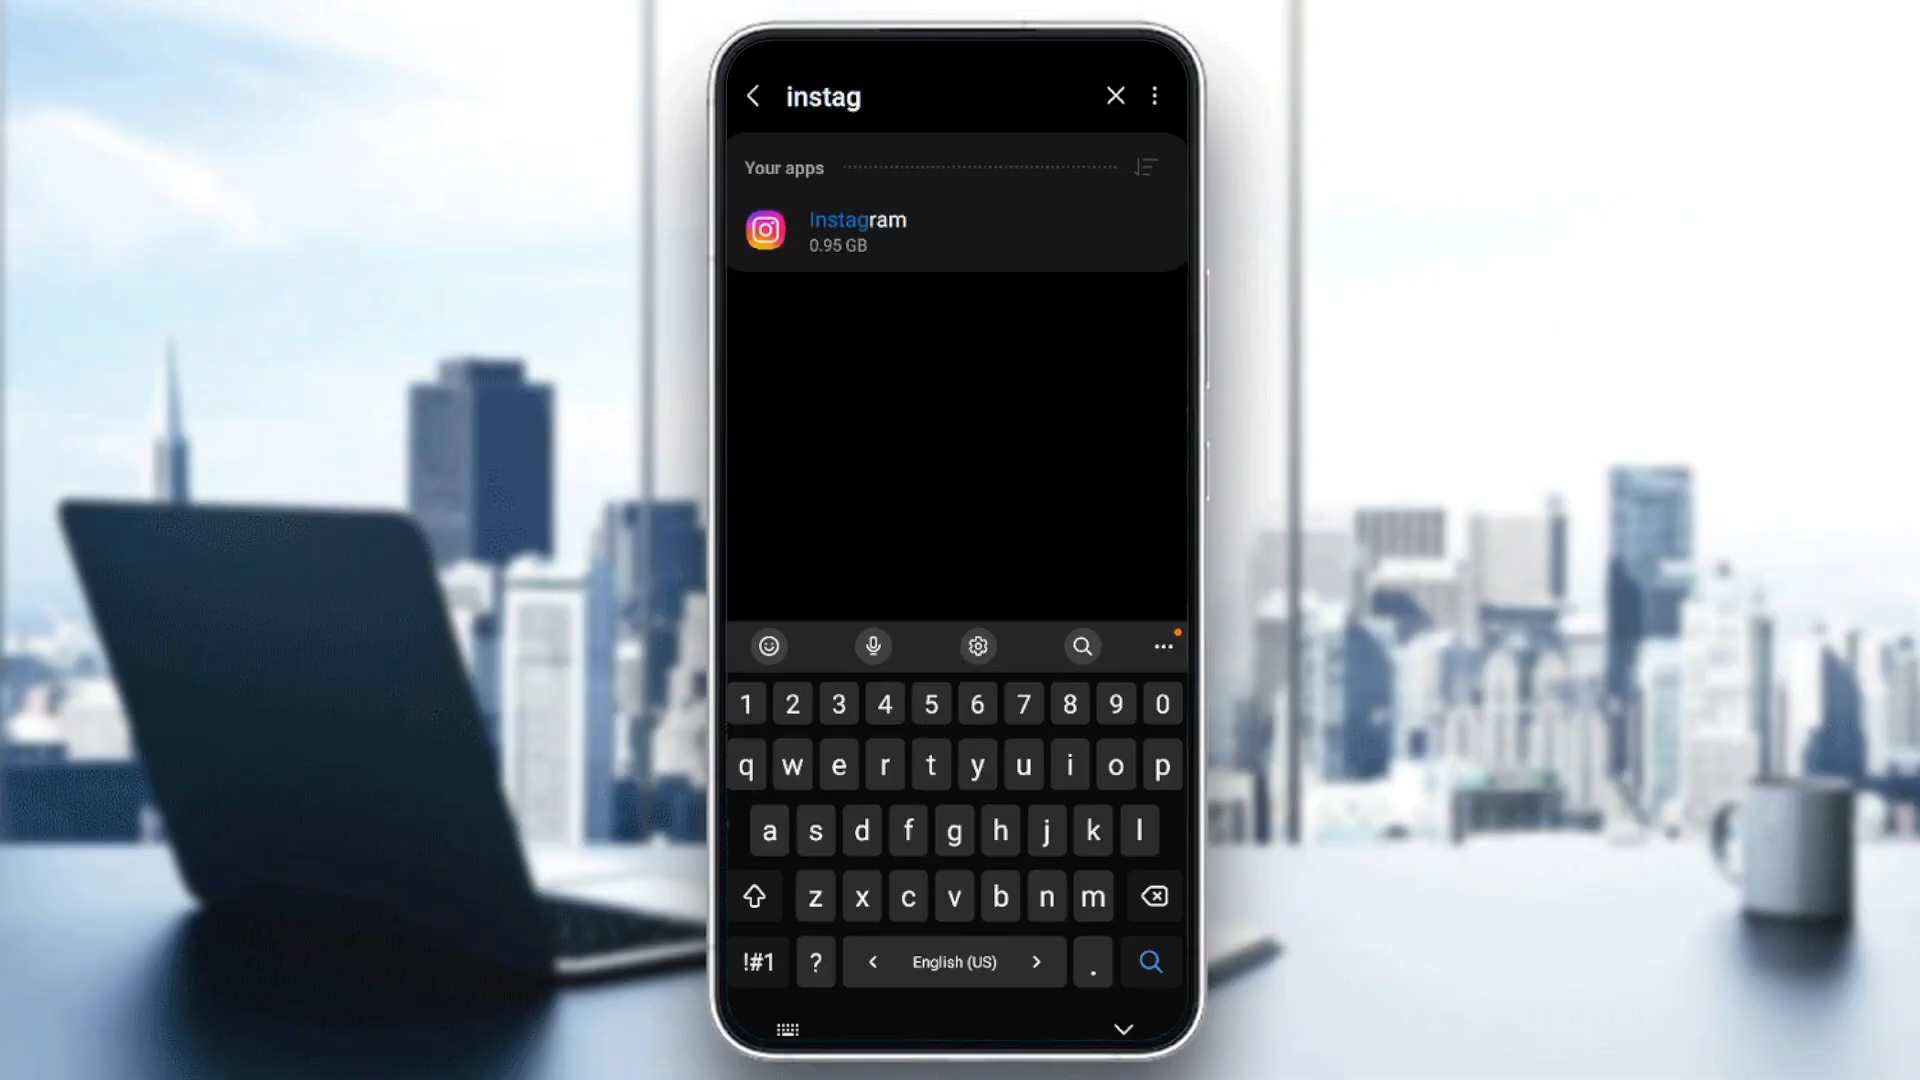 instag
Your apps
Instagram
0.95 GB
1 2 3 4 5 6 7 8 9 0
q w e r t y u i o p
a s d f g h j k l
z x c v b n m
!#1 ? English (US) .